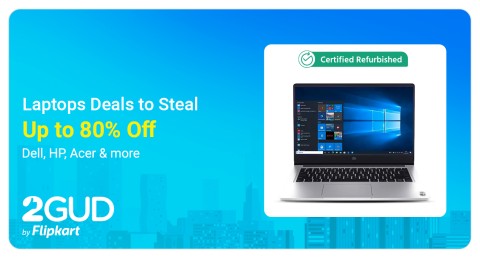 Certified Refurbished
Laptops Deals to Steal
Up to 80% Off
Dell, HP, Acer & more
2GUD
by Flipkart